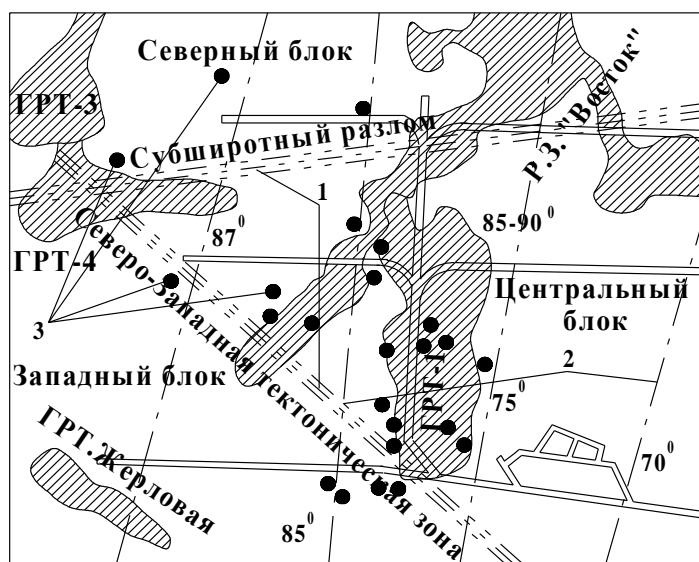 Северный блок
ГРТ-3
Субширотный разлом
Р.З. "Восток"
1
87⁰
85-90⁰
ГРТ-4
Северо-Западная тектоническая зона
Центральный
блок
3
2
Западный блок
ГРТ-1
75⁰
70⁰
ГРТ.Жерловая
85⁰